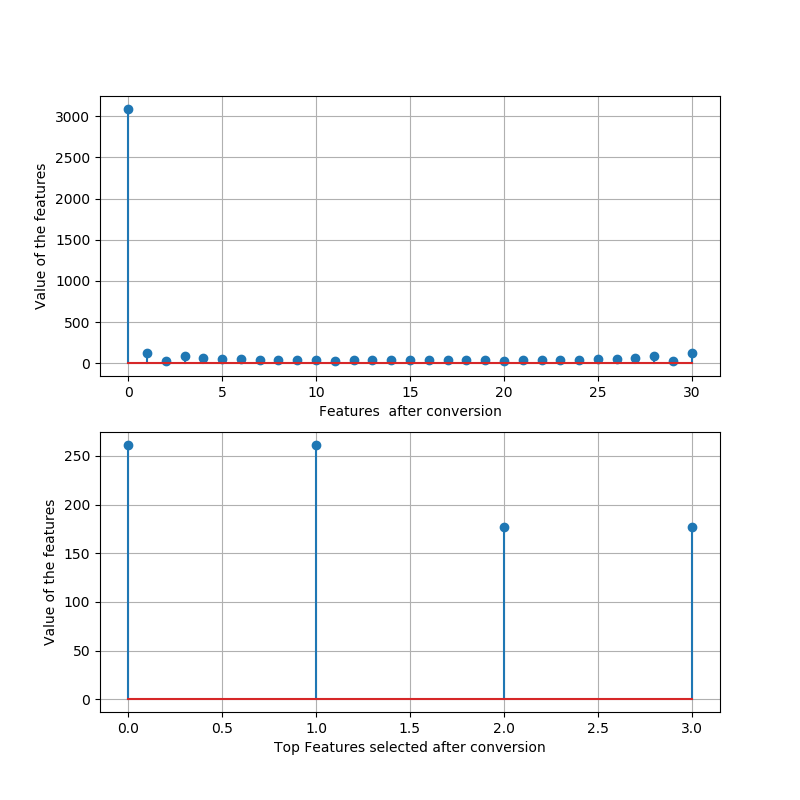 3000
2500
2000
1500
1000
500
0
Value of the features
0 5 10 15 20 25 30
Features  after conversion
250
200
150
100
50
0
Value of the features
0.0 0.5 1.0 1.5 2.0 2.5 3.0
Top Features selected after conversion